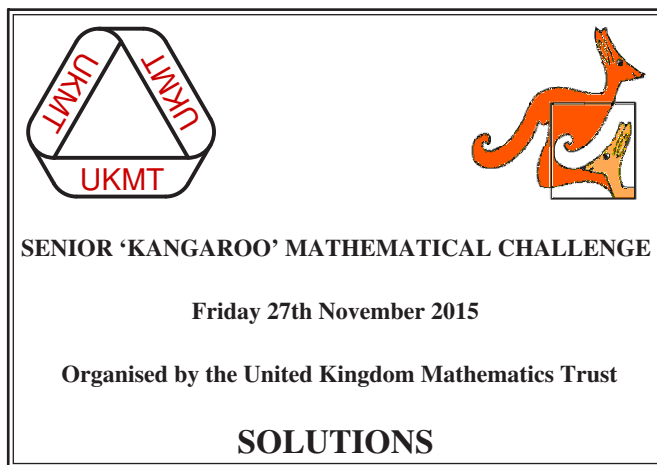 UKMT
UKMT
UKMT
SENIOR ‘KANGAROO’ MATHEMATICAL CHALLENGE
Friday 27th November 2015
Organised by the United Kingdom Mathematics Trust
SOLUTIONS